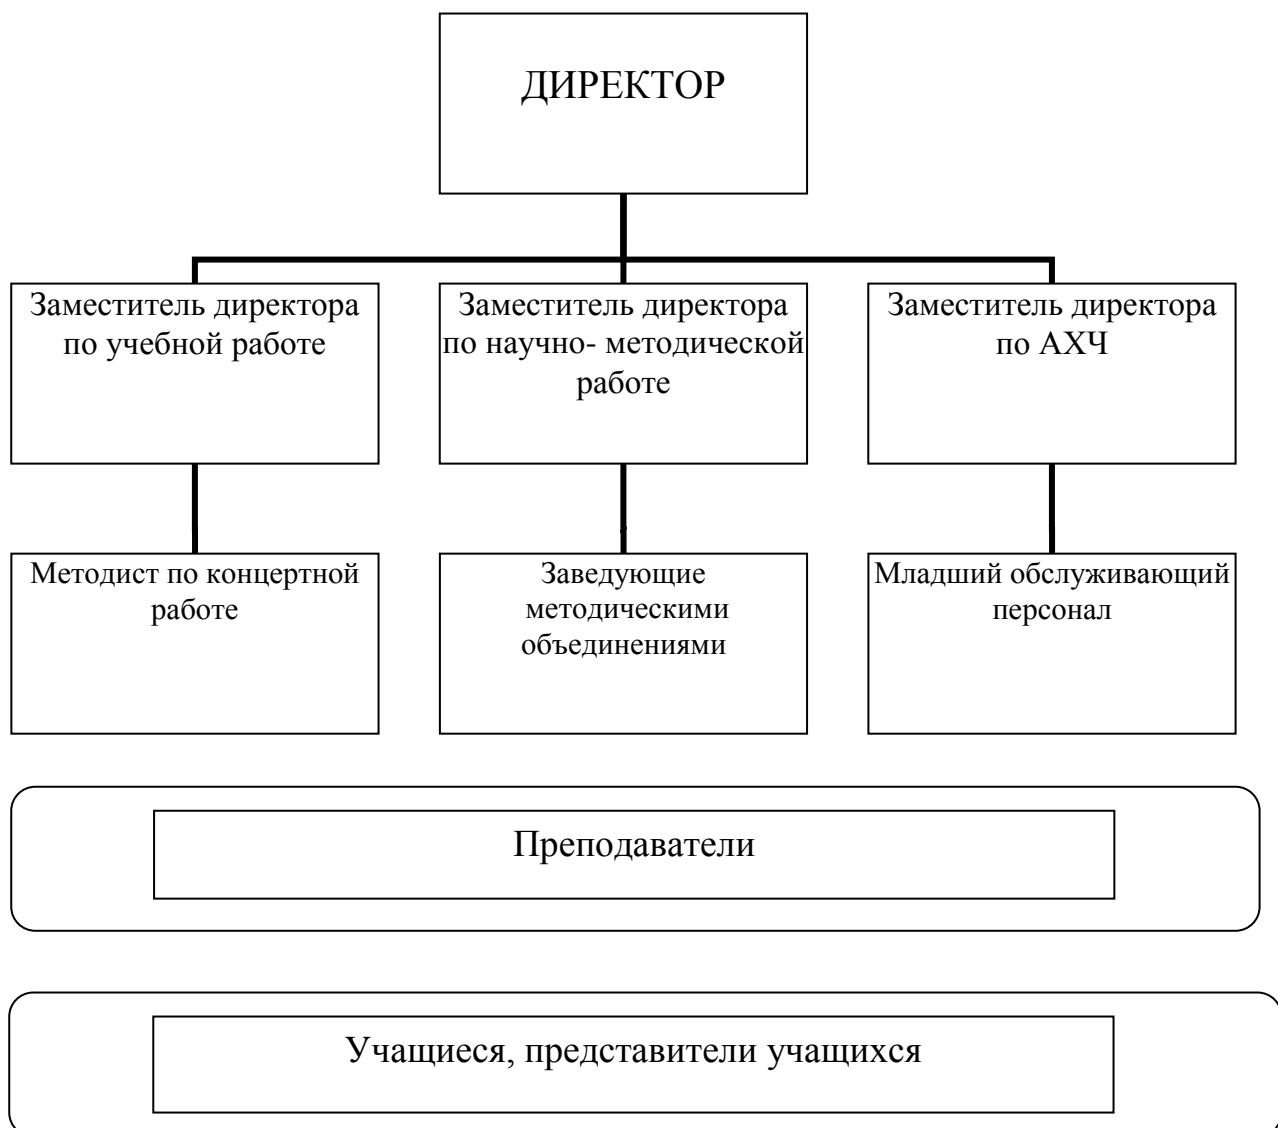 ДИРЕКТОР
Заместитель директора
по учебной работе
Заместитель директора
по научно- методической
работе
Заместитель директора
по АХЧ
Методист по концертной
работе
Заведующие
методическими
объединениями
Младший обслуживающий
персонал
Преподаватели
Учащиеся, представители учащихся